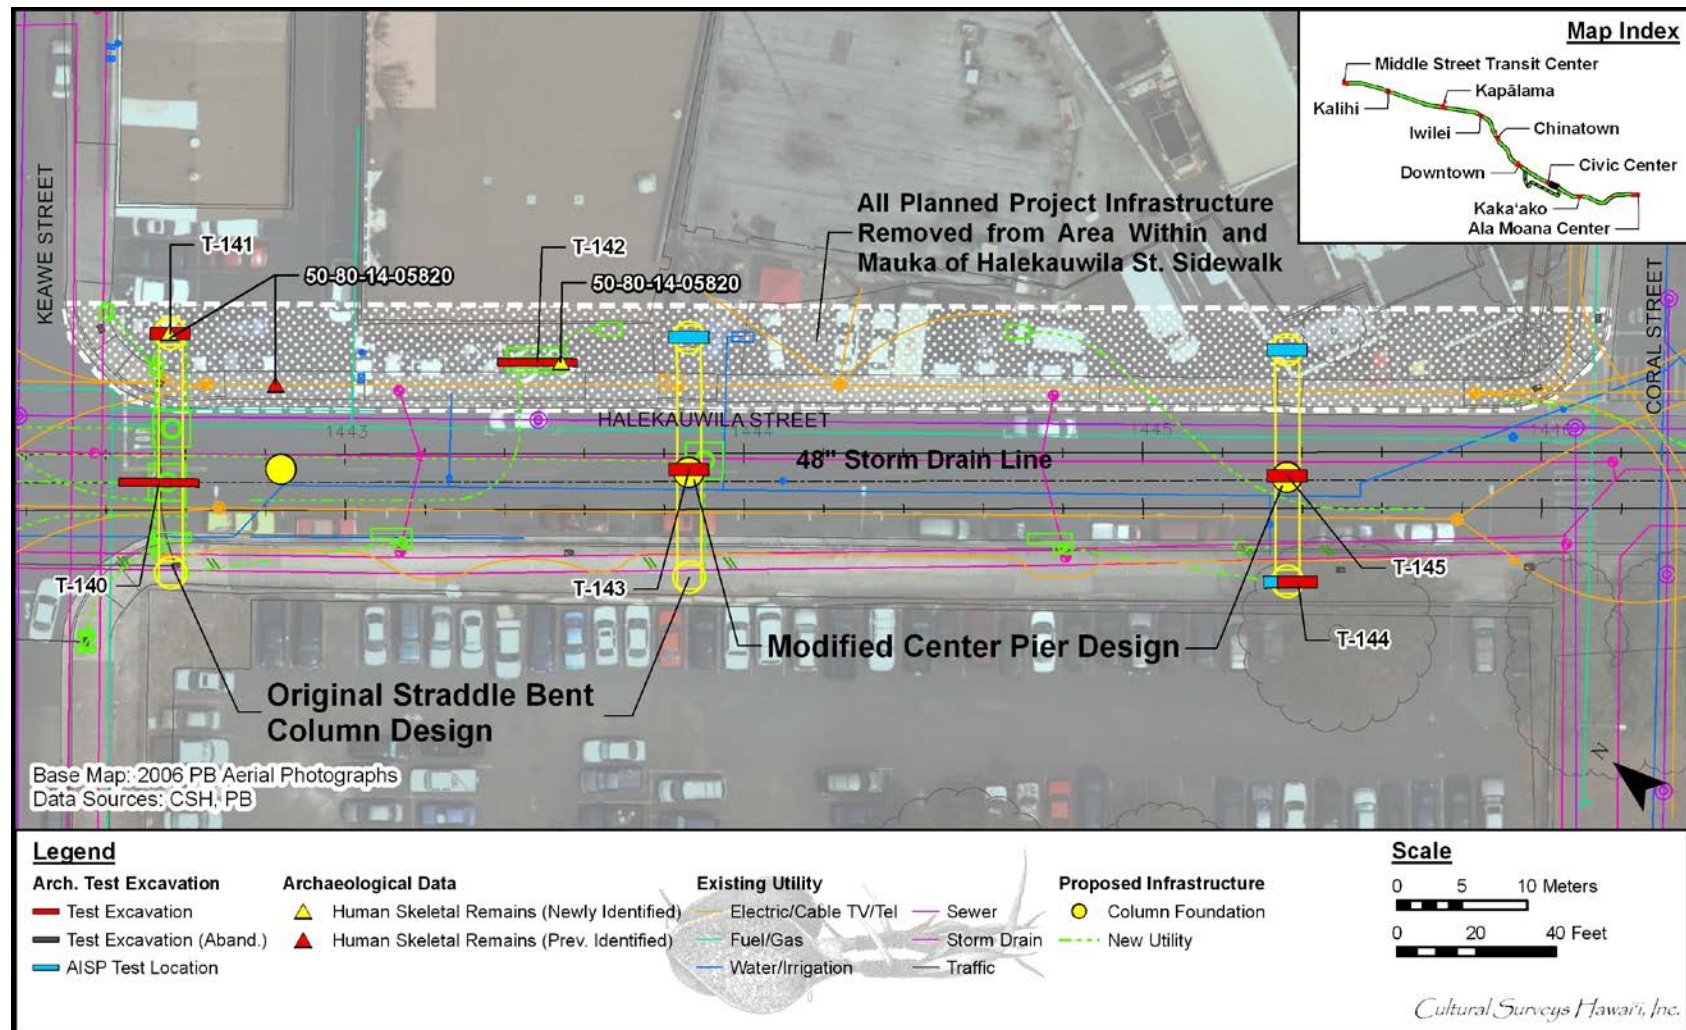 Map Index
Middle Street Transit Center
Kapālama
Kalihi
Iwilei
Chinatown
Downtown
Civic Center
Kaka'ako
Ala Moana Center
KEAWE STREET
CORAL STREET
All Planned Project Infrastructure
Removed from Area Within and
Mauka of Halekauwila St. Sidewalk
T-141
50-80-14-05820
T-142
50-80-14-05820
HALEKAUWILA STREET
1443
1444
1445
48" Storm Drain Line
T-140
T-143
T-145
T-144
Modified Center Pier Design
Original Straddle Bent
Column Design
N
Base Map: 2006 PB Aerial Photographs
Data Sources: CSH, PB
Legend
Arch. Test Excavation
Test Excavation
Test Excavation (Aband.)
AISP Test Location
Archaeological Data
Human Skeletal Remains (Newly Identified)
Human Skeletal Remains (Prev. Identified)
Existing Utility
Electric/Cable TV/Tel
Fuel/Gas
Water/Irrigation
Sewer
Storm Drain
Traffic
Proposed Infrastructure
Column Foundation
New Utility
Scale
0 5 10 Meters
0 20 40 Feet
Cultural Surveys Hawai'i, Inc.